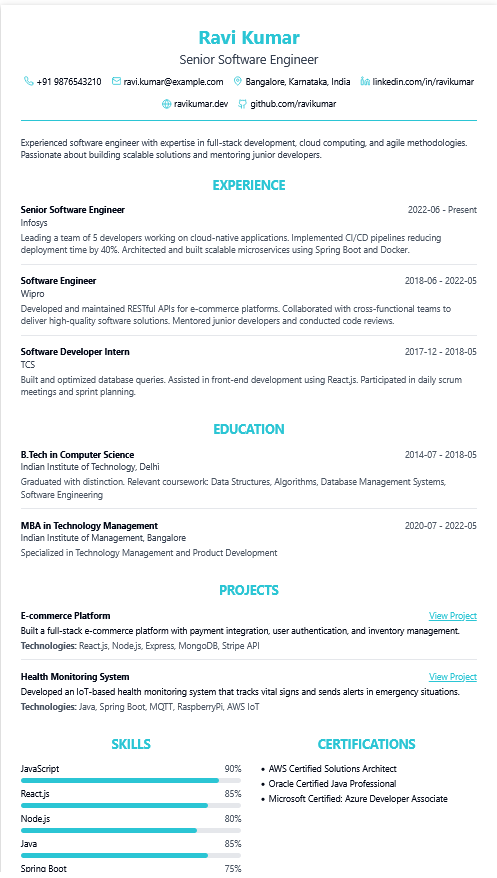 Ravi Kumar
Senior Software Engineer
+91 9876543210 ravi.kumar@example.com Bangalore, Karnataka, India linkedin.com/in/ravikumar
ravikumar.dev github.com/ravikumar
Experienced software engineer with expertise in full-stack development, cloud computing, and agile methodologies.
Passionate about building scalable solutions and mentoring junior developers.
EXPERIENCE
Senior Software Engineer 2022-06 - Present
Infosys
Leading a team of 5 developers working on cloud-native applications. Implemented CI/CD pipelines reducing
deployment time by 40%. Architected and built scalable microservices using Spring Boot and Docker.
Software Engineer 2018-06 - 2022-05
Wipro
Developed and maintained RESTful APIs for e-commerce platforms. Collaborated with cross-functional teams to
deliver high-quality software solutions. Mentored junior developers and conducted code reviews.
Software Developer Intern 2017-12 - 2018-05
TCS
Built and optimized database queries. Assisted in front-end development using React.js. Participated in daily scrum
meetings and sprint planning.
EDUCATION
B.Tech in Computer Science 2014-07 - 2018-05
Indian Institute of Technology, Delhi
Graduated with distinction. Relevant coursework: Data Structures, Algorithms, Database Management Systems,
Software Engineering
MBA in Technology Management 2020-07 - 2022-05
Indian Institute of Management, Bangalore
Specialized in Technology Management and Product Development
PROJECTS
E-commerce Platform View Project
Built a full-stack e-commerce platform with payment integration, user authentication, and inventory management.
Technologies: React.js, Node.js, Express, MongoDB, Stripe API
Health Monitoring System View Project
Developed an IoT-based health monitoring system that tracks vital signs and sends alerts in emergency situations.
Technologies: Java, Spring Boot, MQTT, RaspberryPi, AWS IoT
SKILLS
JavaScript 90%
React.js 85%
Node.js 80%
Java 85%
Spring Boot 75%
CERTIFICATIONS
• AWS Certified Solutions Architect
• Oracle Certified Java Professional
• Microsoft Certified: Azure Developer Associate